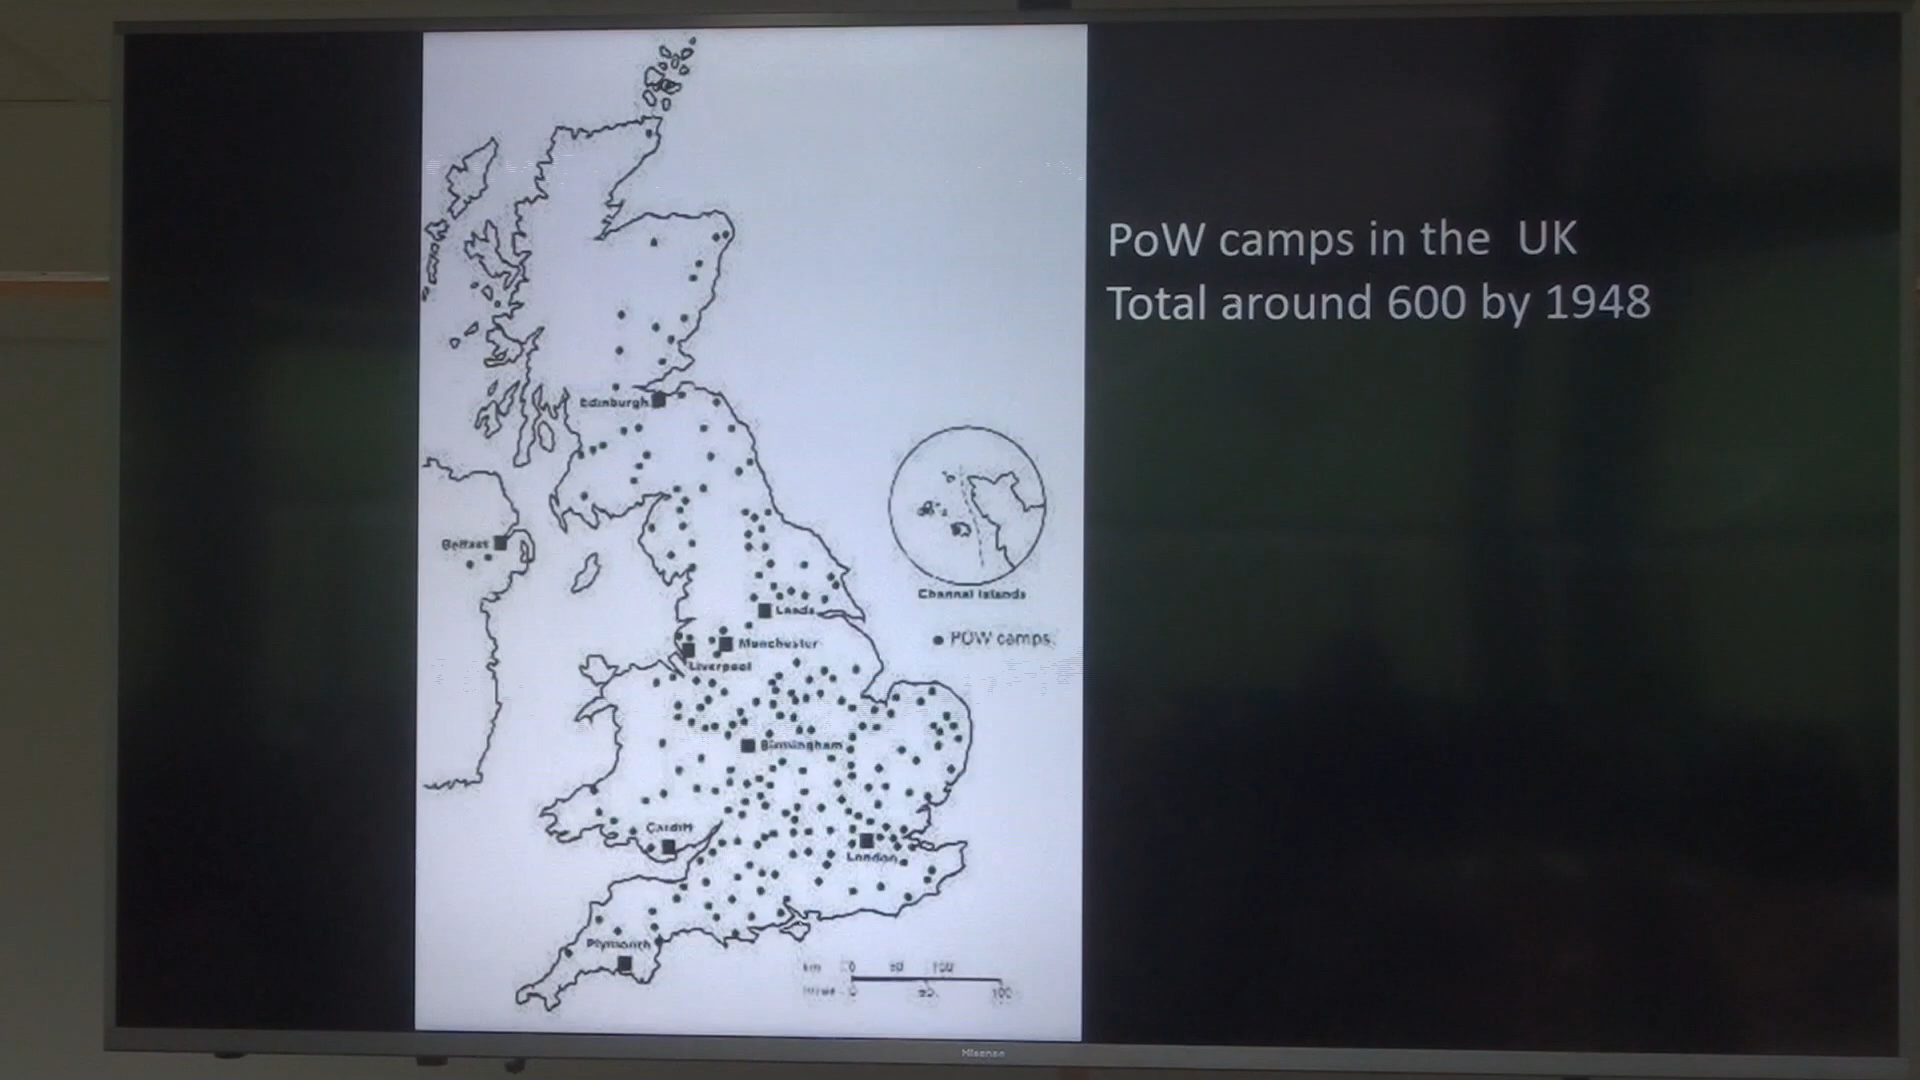 PoW camps in the UK
Total around 600 by 1948
Edinburgh
Belfast
Channel Islands
Leeds
POW camps
Manchester
Liverpool
Birmingham
Cardiff
London
Plymouth
km 0 50 100
miles 0 50 100
Hisense